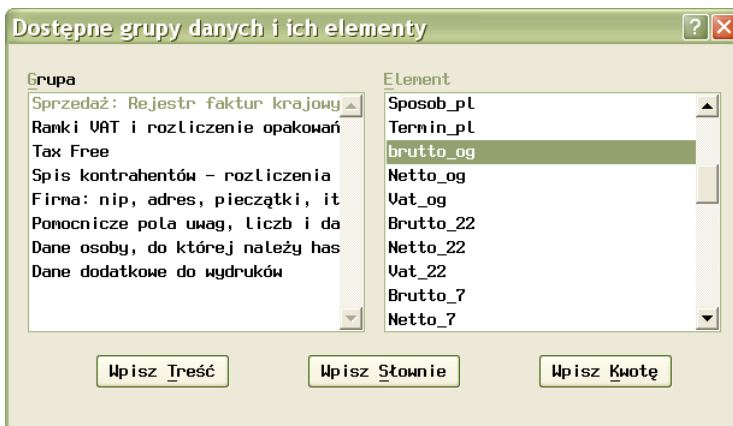 Dostępne grupy danych i ich elementy
Grupa
Sprzedaż: Rejestr faktur krajowy
Ramki VAT i rozliczenie opakowań
Tax Free
Spis kontrahentów - rozliczenia
Firma: nip, adres, pieczątki, it
Pomocnicze pola uwag, liczb i da
Dane osoby, do której należy has
Dane dodatkowe do wydruków
Element
Sposob_pl
Termin_pl
brutto_og
Netto_og
Vat_og
Brutto_22
Netto_22
Vat_22
Brutto_7
Netto_7
Wpisz Treść
Wpisz Słownie
Wpisz Kwotę